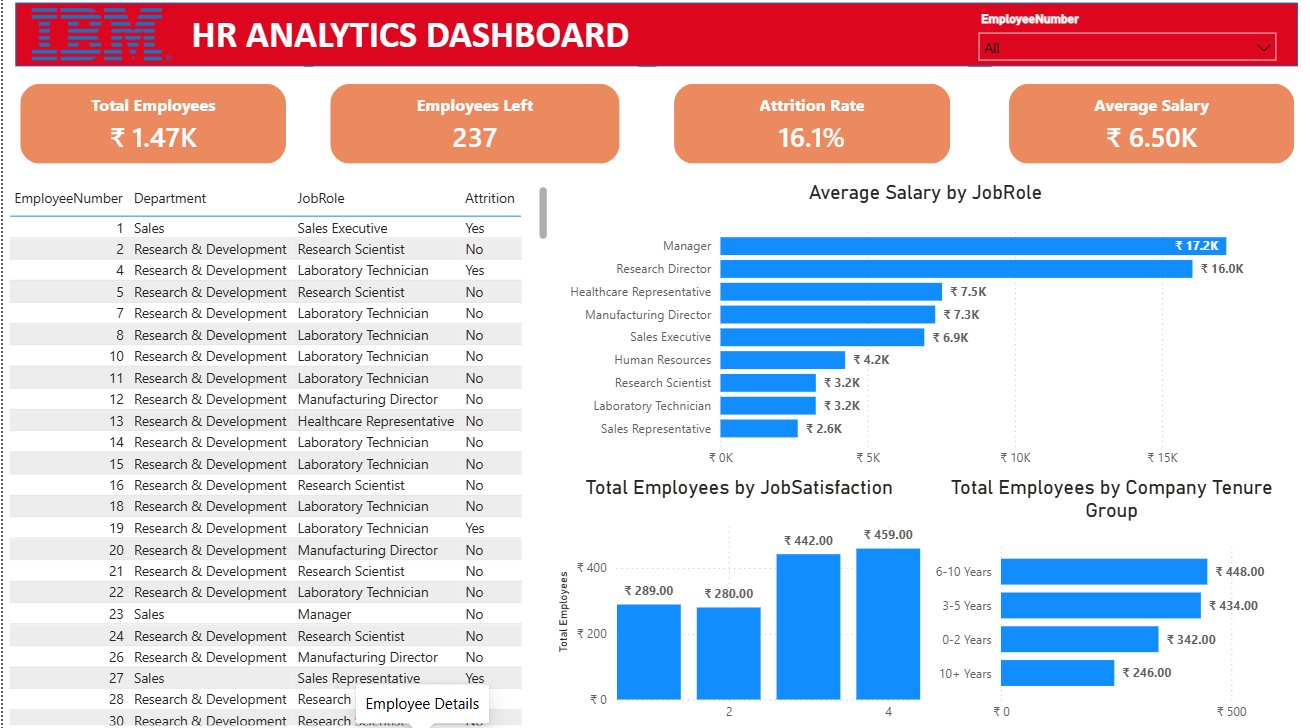 IBM
HR ANALYTICS DASHBOARD
EmployeeNumber
All
Total Employees
₹ 1.47K
Employees Left
237
Attrition Rate
16.1%
Average Salary
₹ 6.50K
EmployeeNumber Department JobRole Attrition
1 Sales Sales Executive Yes
2 Research & Development Research Scientist No
4 Research & Development Laboratory Technician Yes
5 Research & Development Research Scientist No
7 Research & Development Laboratory Technician No
8 Research & Development Laboratory Technician No
10 Research & Development Laboratory Technician No
11 Research & Development Laboratory Technician No
12 Research & Development Manufacturing Director No
13 Research & Development Healthcare Representative No
14 Research & Development Laboratory Technician No
15 Research & Development Laboratory Technician No
16 Research & Development Research Scientist No
18 Research & Development Laboratory Technician No
19 Research & Development Laboratory Technician Yes
20 Research & Development Manufacturing Director No
21 Research & Development Research Scientist No
22 Research & Development Laboratory Technician No
23 Sales Manager No
24 Research & Development Research Scientist No
26 Research & Development Manufacturing Director No
27 Sales Sales Representative Yes
28 Research & Development Research No
30 Research & Development Research Scientist No
Employee Details
Average Salary by JobRole
Manager ₹ 17.2K
Research Director ₹ 16.0K
Healthcare Representative ₹ 7.5K
Manufacturing Director ₹ 7.3K
Sales Executive ₹ 6.9K
Human Resources ₹ 4.2K
Research Scientist ₹ 3.2K
Laboratory Technician ₹ 3.2K
Sales Representative ₹ 2.6K
₹ 0K ₹ 5K ₹ 10K ₹ 15K
Total Employees by JobSatisfaction
Total Employees
₹ 400
₹ 200
₹ 0
₹ 289.00 ₹ 280.00 ₹ 442.00 ₹ 459.00
2 4
Total Employees by Company Tenure
Group
6-10 Years ₹ 448.00
3-5 Years ₹ 434.00
0-2 Years ₹ 342.00
10+ Years ₹ 246.00
₹ 0 ₹ 500